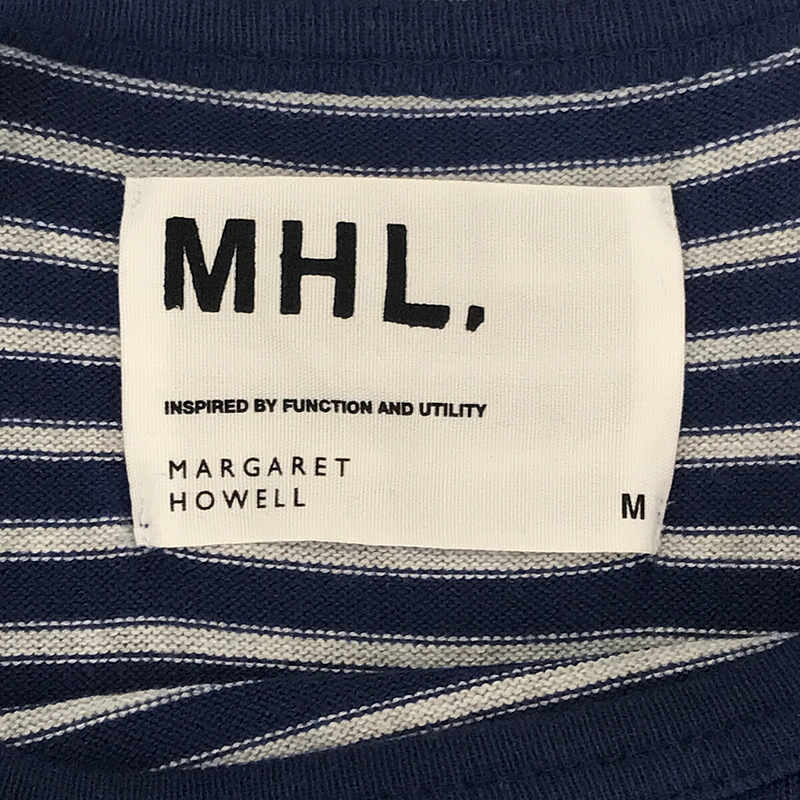 MHL.
INSPIRED BY FUNCTION AND UTILITY
MARGARET
HOWELL
M